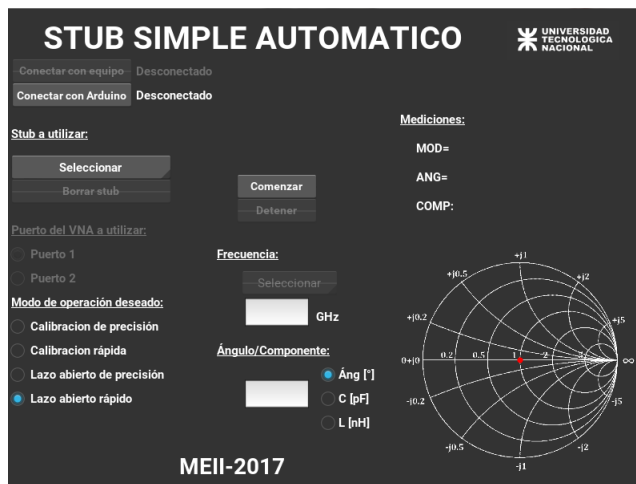 STUB SIMPLE AUTOMATICO
UNIVERSIDAD
TECNOLOGICA
NACIONAL
Conectar con equipo Desconectado
Conectar con Arduino Desconectado
Mediciones:
MOD=
ANG=
COMP:
Stub a utilizar:
Seleccionar
Borrar stub
Comenzar
Detener
Puerto del VNA a utilizar:
Puerto 1
Puerto 2
Modo de operación deseado:
Calibracion de precisión
Calibracion rápida
Lazo abierto de precisión
Lazo abierto rápido
Frecuencia:
Seleccionar
GHz
Ángulo/Componente:
Áng [°]
C [pF]
L [nH]
+j1
+j0.5 +j2
+j0.2 +j5
0+j0 0.2 0.5 1 2 ∞
-j0.2 -j5
-j0.5 -j2
-j1
MEII-2017